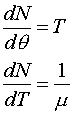 dN/dθ = T
dN/dT = 1/μ